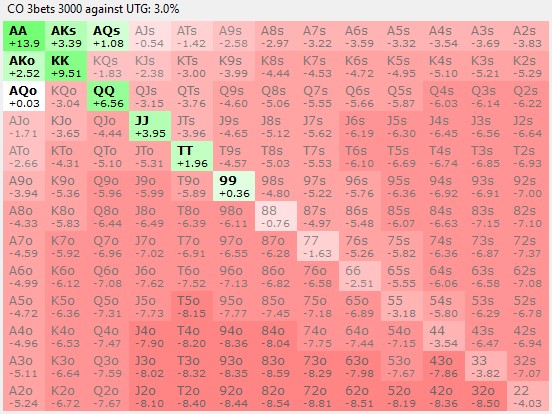 CO 3bets 3000 against UTG: 3.0%
AA AKs AQs AJs ATs A9s A8s A7s A6s A5s A4s A3s A2s
+13.9 +3.39 +1.08 -0.54 -1.42 -2.58 -2.97 -3.22 -3.59 -3.32 -3.54 -3.72 -3.83
AKo KK KQs KJs KTs K9s K8s K7s K6s K5s K4s K3s K2s
+2.52 +9.51 -1.83 -2.38 -3.00 -3.99 -4.44 -4.53 -4.72 -4.95 -5.10 -5.21 -5.29
AQo KQo QQ QJs QTs Q9s Q8s Q7s Q6s Q5s Q4s Q3s Q2s
+0.03 -3.04 +6.56 -3.15 -3.76 -4.60 -5.06 -5.55 -5.66 -5.87 -6.03 -6.14 -6.22
AJo KJo QJo JJ JTs J9s J8s J7s J6s J5s J4s J3s J2s
-1.71 -3.65 -4.44 +3.95 -3.96 -4.65 -5.12 -5.62 -6.19 -6.30 -6.45 -6.56 -6.64
ATo KTo QTo JTo TT T9s T8s T7s T6s T5s T4s T3s T2s
-2.66 -4.31 -5.10 -5.31 +1.96 -4.57 -5.03 -5.53 -6.10 -6.69 -6.74 -6.85 -6.93
A9o K9o Q9o J9o T9o 99 98s 97s 96s 95s 94s 93s 92s
-3.94 -5.36 -5.96 -5.99 -5.89 +0.36 -4.80 -5.22 -5.76 -6.36 -6.92 -6.91 -7.00
A8o K8o Q8o J8o T8o 98o 88 87s 86s 85s 84s 83s 82s
-4.33 -5.83 -6.44 -6.49 -6.39 -6.11 -0.76 -4.97 -5.48 -6.07 -6.63 -7.15 -7.10
A7o K7o Q7o J7o T7o 97o 87o 77 76s 75s 74s 73s 72s
-4.59 -5.92 -6.96 -7.02 -6.91 -6.55 -6.28 -1.63 -5.26 -5.82 -6.36 -6.87 -7.37
A6o K6o Q6o J6o T6o 96o 86o 76o 66 65s 64s 63s 62s
-4.99 -6.12 -7.08 -7.62 -7.52 -7.13 -6.82 -6.58 -2.51 -5.55 -6.06 -6.58 -7.08
A5o K5o Q5o J5o T5o 95o 85o 75o 65o 55 54s 53s 52s
-4.72 -6.36 -7.31 -7.73 -8.15 -7.77 -7.45 -7.18 -6.89 -3.18 -5.80 -6.29 -6.78
A4o K4o Q4o J4o T4o 94o 84o 74o 64o 54o 44 43s 42s
-4.96 -6.53 -7.47 -7.90 -8.20 -8.36 -8.04 -7.75 -7.44 -7.15 -3.54 -6.47 -6.94
A3o K3o Q3o J3o T3o 93o 83o 73o 63o 53o 43o 33 32s
-5.11 -6.64 -7.59 -8.02 -8.32 -8.35 -8.59 -8.29 -7.98 -7.67 -7.86 -3.82 -7.07
A2o K2o Q2o J2o T2o 92o 82o 72o 62o 52o 42o 32o 22
-5.24 -6.72 -7.67 -8.10 -8.40 -8.44 -8.54 -8.81 -8.51 -8.19 -8.36 -8.50 -4.03